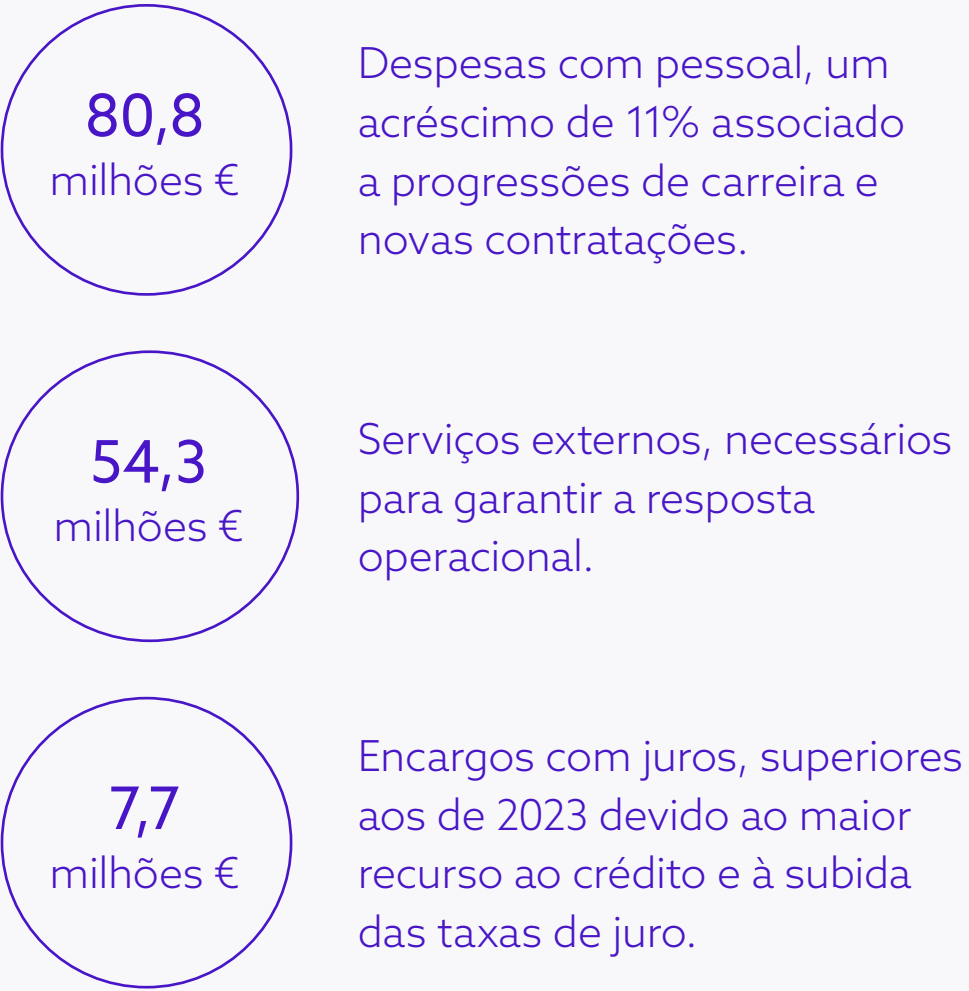 80,8
milhões €
Despesas com pessoal, um
acréscimo de 11% associado
a progressões de carreira e
novas contratações.
54,3
milhões €
Serviços externos, necessários
para garantir a resposta
operacional.
7,7
milhões €
Encargos com juros, superiores
aos de 2023 devido ao maior
recurso ao crédito e à subida
das taxas de juro.